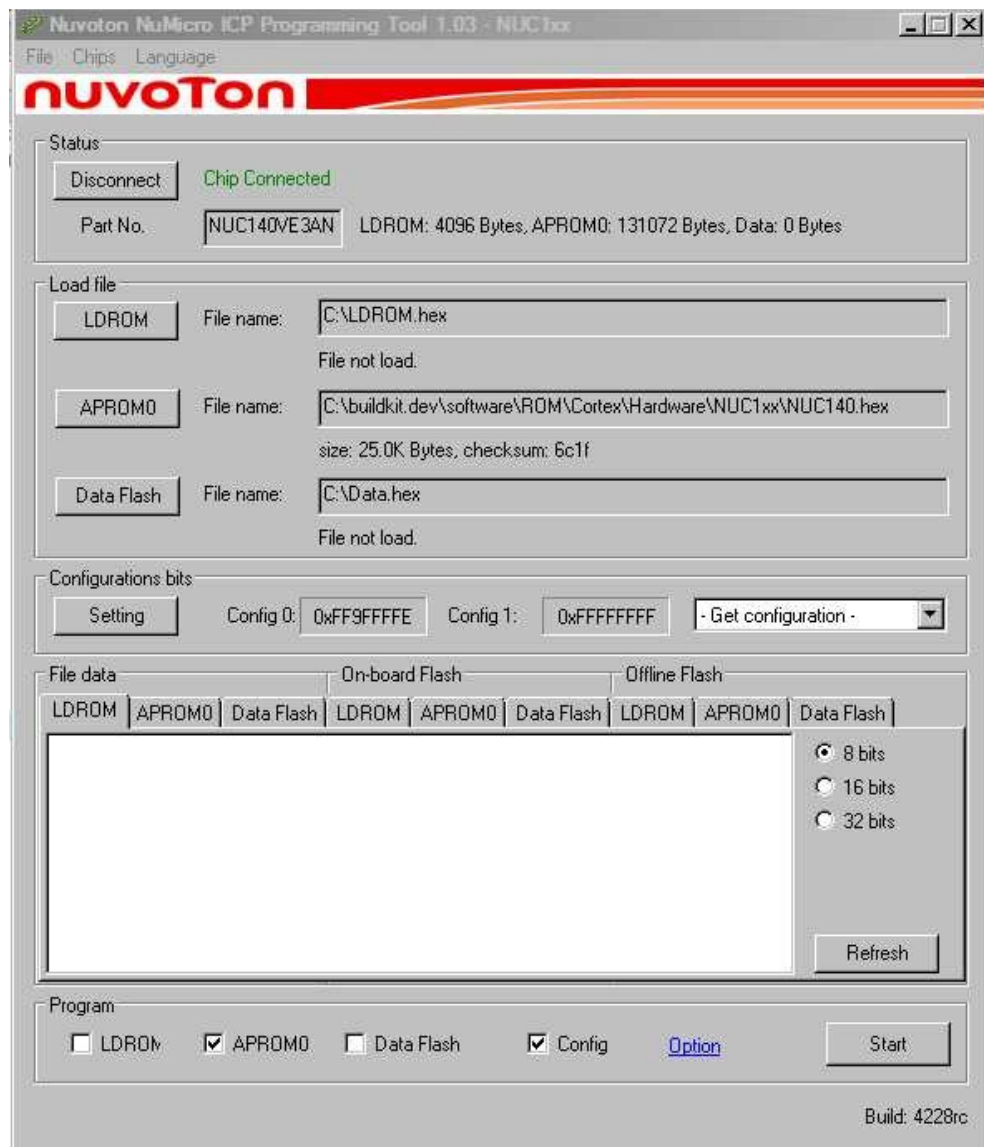 Nuvoton NuMicro ICP Programming Tool 1.03 - NUC1xx
File Chips Language
nuvoTon
Status
Disconnect Chip Connected
Part No. NUC140VE3AN LDROM: 4096 Bytes, APROM0: 131072 Bytes, Data: 0 Bytes
Load file
LDROM File name: C:\LDROM.hex
File not load.
APROM0 File name: C:\buildkit.dev\software\ROM\Cortex\Hardware\NUC1xx\NUC140.hex
size: 25.0K Bytes, checksum: 6c1f
Data Flash File name: C:\Data.hex
File not load.
Configurations bits
Setting Config 0: 0xFF9FFFFE Config 1: 0xFFFFFFFF - Get configuration -
File data On-board Flash Offline Flash
LDROM APROM0 Data Flash LDROM APROM0 Data Flash LDROM APROM0 Data Flash
8 bits
16 bits
32 bits
Refresh
Program
LDROM APROM0 Data Flash Config Option Start
Build: 4228rc